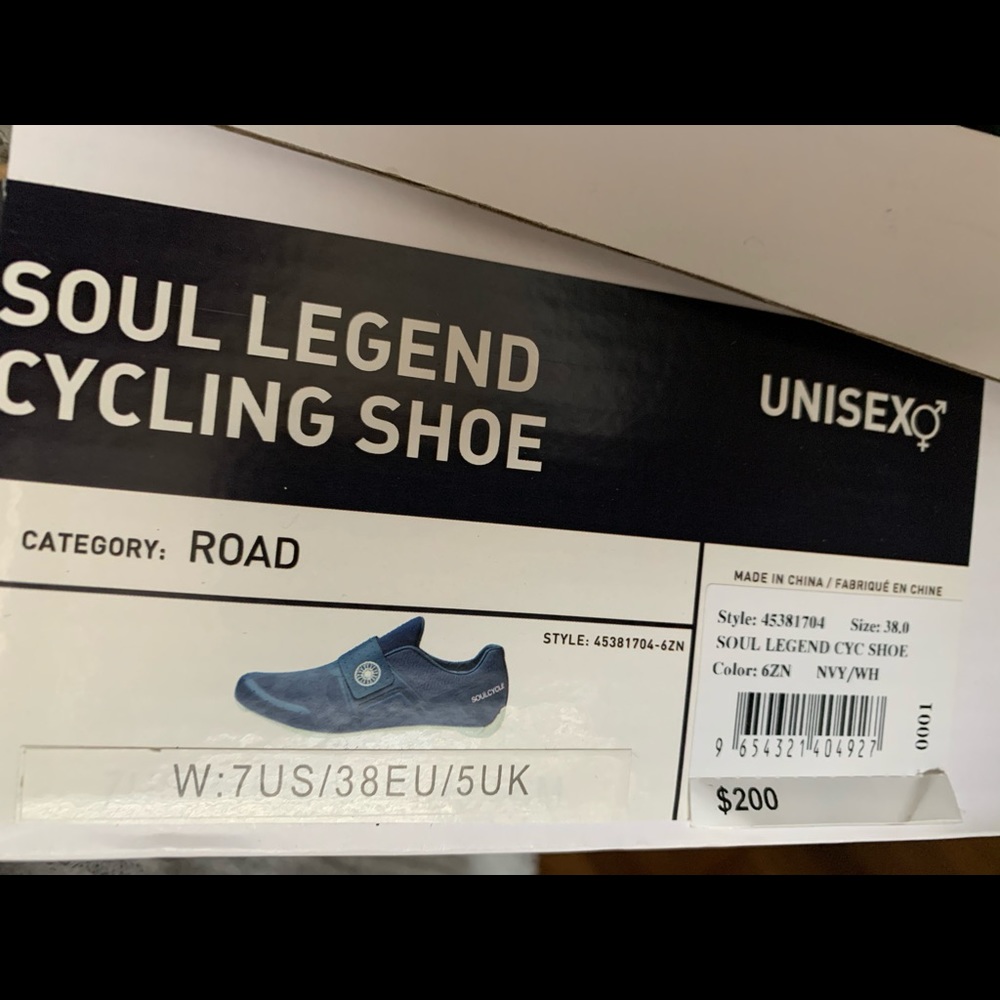 SOUL LEGEND
CYCLING SHOE
UNISEX
CATEGORY: ROAD
MADE IN CHINA / FABRIQUÉ EN CHINE
STYLE: 45381704-6ZN
SOULCYCLE
W:7US/38EU/5UK
Style: 45381704 Size: 38.0
SOUL LEGEND CYC SHOE
Color: 6ZN NVY/WH
1000
9 654321 404927
$200